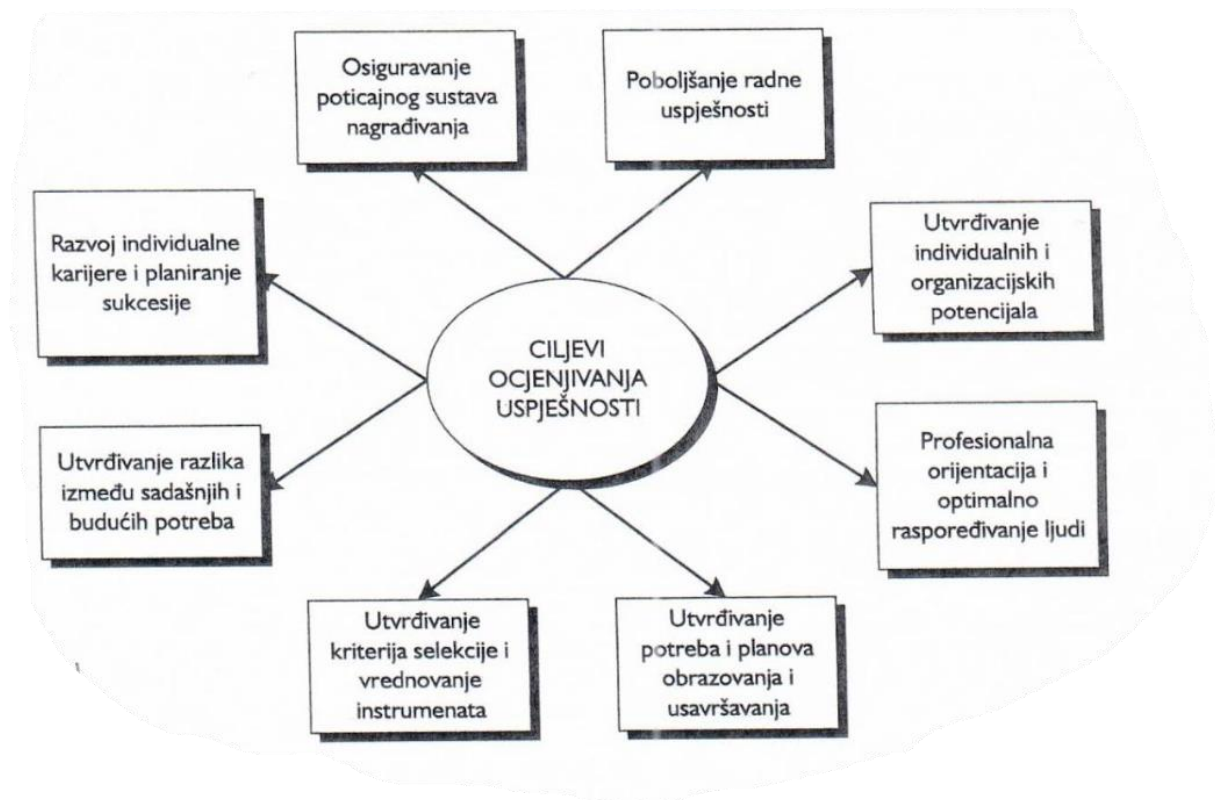 Osiguravanje
poticajnog sustava
nagrađivanja
Poboljšanje radne
uspješnosti
Razvoj individualne
karijere i planiranje
sukcesije
Utvrđivanje
individualnih i
organizacijskih
potencijala
CILJEVI
OCJENJIVANJA
USPJEŠNOSTI
Utvrđivanje razlika
između sadašnjih i
budućih potreba
Profesionalna
orijentacija i
optimalno
raspoređivanje ljudi
Utvrđivanje
kriterija selekcije i
vrednovanje
instrumenata
Utvrđivanje
potreba i planova
obrazovanja i
usavršavanja